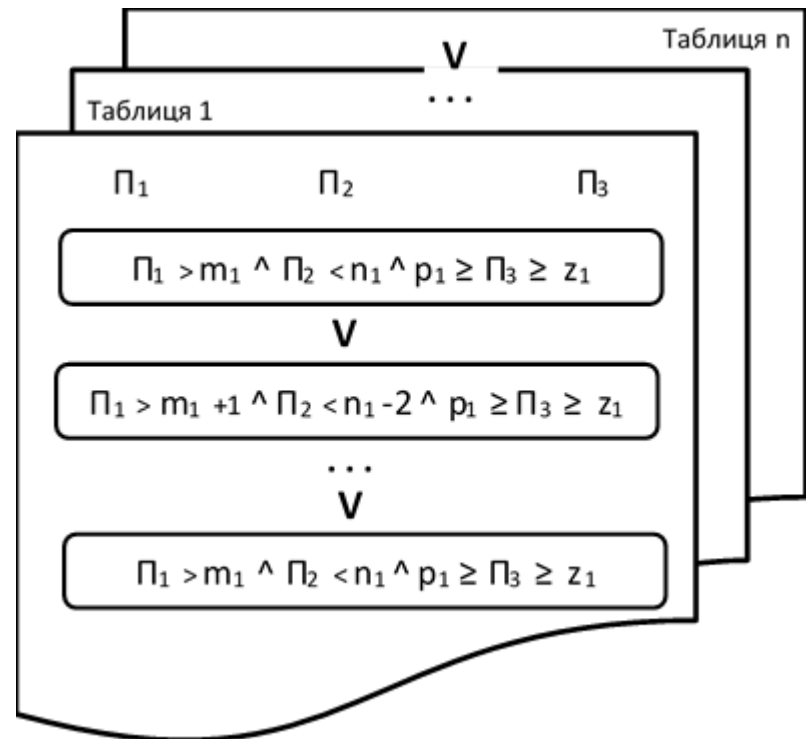 Таблиця n
V
. . .
Таблиця 1
П₁ П₂ П₃
П₁ > m₁ ^ П₂ < n₁ ^ p₁ ≥ П₃ ≥ z₁
V
П₁ > m₁ +1 ^ П₂ < n₁ -2 ^ p₁ ≥ П₃ ≥ z₁
. . .
V
П₁ > m₁ ^ П₂ < n₁ ^ p₁ ≥ П₃ ≥ z₁